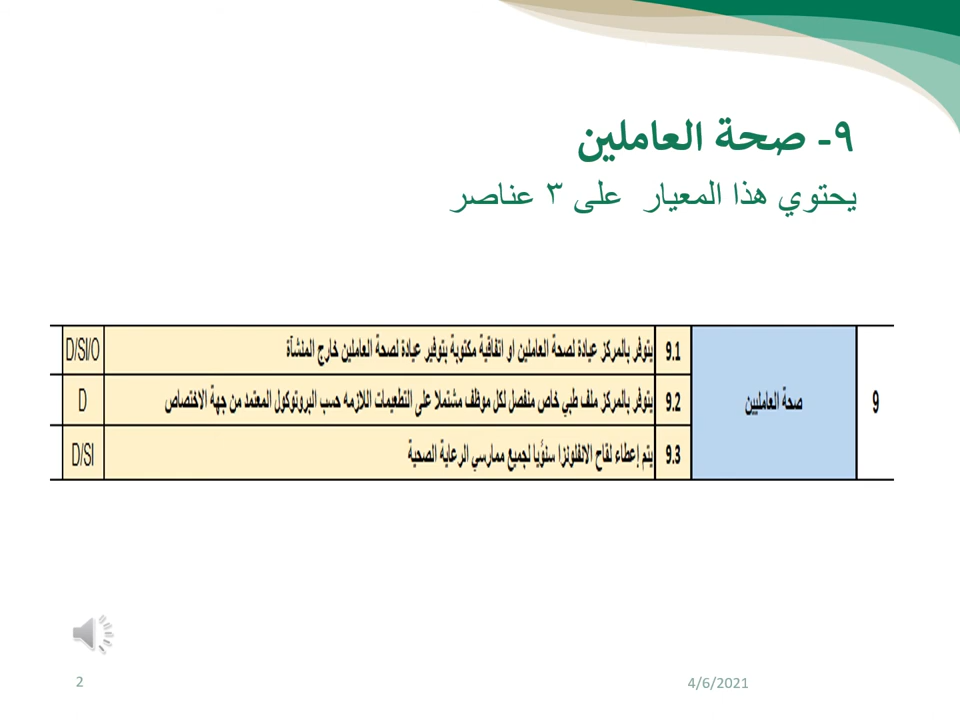 ٩- صحة العاملين
يحتوي هذا المعيار على ٣ عناصر
9
صحة العامليين
9.1 يتوفر بالمركز عيادة لصحة العاملين او اتفاقية مكتوبة بتوفير عيادة لصحة العاملين خارج المنشآة D/SI/O
9.2 يتوفر بالمركز ملف طبي خاص منفصل لكل موظف مشتملا على التطعيمات اللازمه حسب البروتوكول المعتمد من جهة الاختصاص D
9.3 يتم إعطاء لقاح الانفلونزا سنؤيا لجميع ممارسي الرعاية الصحية D/SI
2
4/6/2021